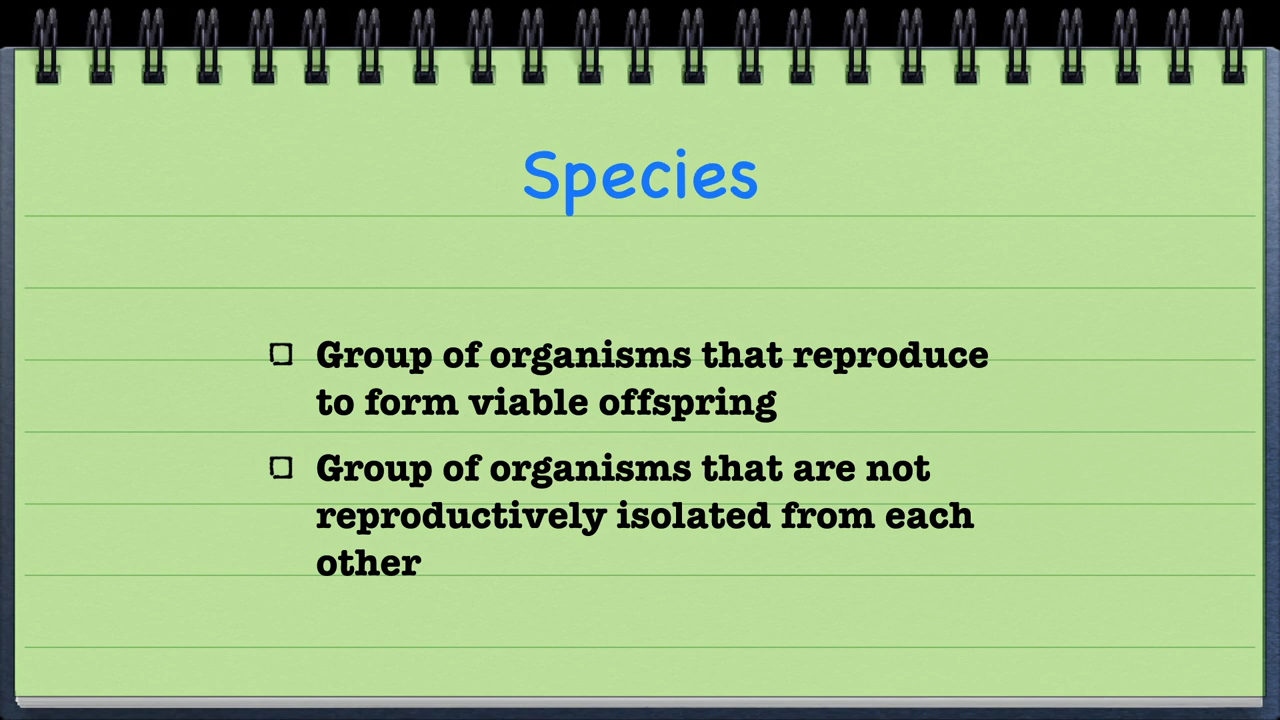 Species
Group of organisms that reproduce
to form viable offspring
Group of organisms that are not
reproductively isolated from each
other